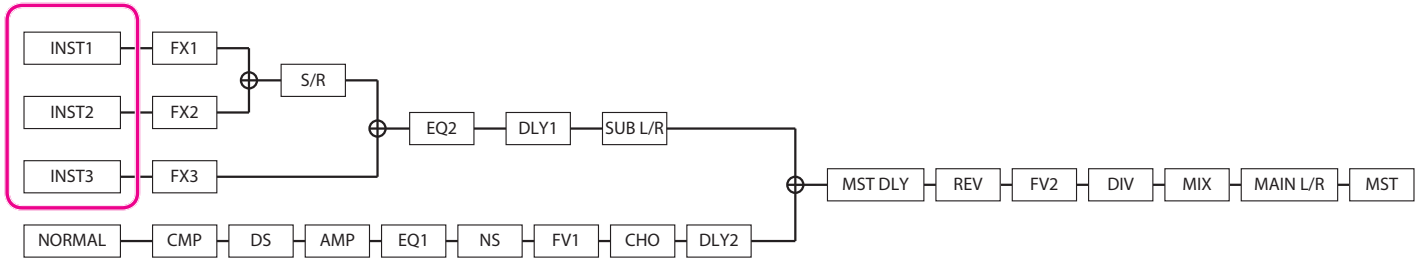 INST1 FX1
S/R
INST2 FX2
EQ2 DLY1 SUB L/R
INST3 FX3
MST DLY REV FV2 DIV MIX MAIN L/R MST
NORMAL CMP DS AMP EQ1 NS FV1 CHO DLY2